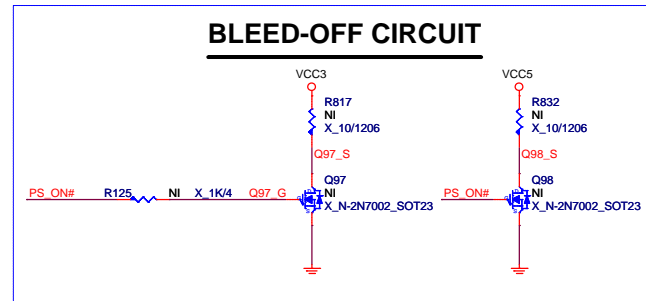 BLEED-OFF CIRCUIT
VCC3
R817
NI
X_10/1206
Q97_S
PS_ON#
R125
NI
X_1K/4
Q97_G
Q97
NI
X_N-2N7002_SOT23
VCC5
R832
NI
X_10/1206
Q98_S
PS_ON#
Q98
NI
X_N-2N7002_SOT23